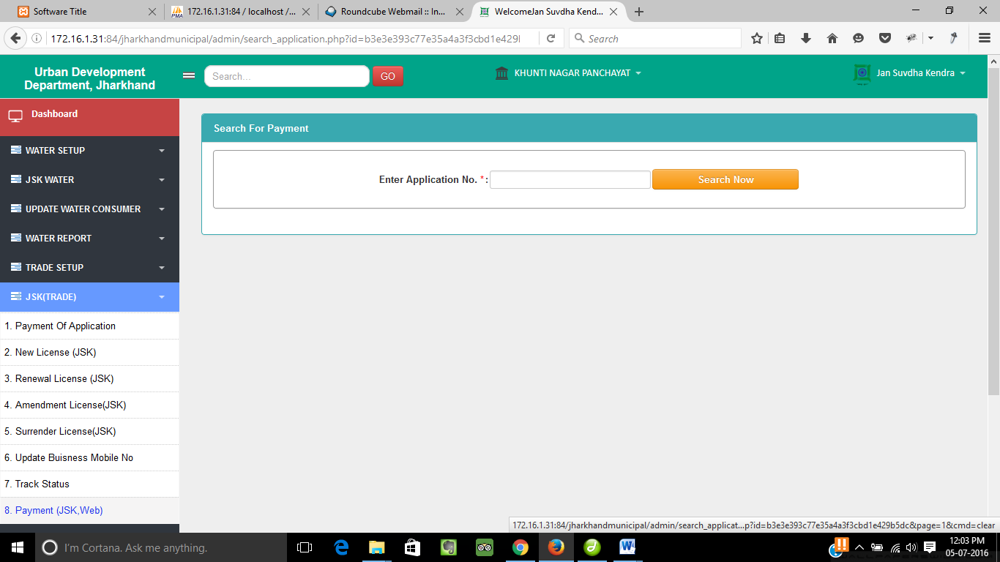 Software Title
172.16.1.31:84 / localhost /...
Roundcube Webmail :: In...
WelcomeJan Suvdha Kend...
172.16.1.31:84/jharkhandmunicipal/admin/search_application.php?id=b3e3e393c77e35a4a3f3cbd1e429
Search
Urban Development
Department, Jharkhand
Search...
GO
KHUNTI NAGAR PANCHAYAT
Jan Suvdha Kendra
Dashboard
WATER SETUP
JSK WATER
UPDATE WATER CONSUMER
WATER REPORT
TRADE SETUP
JSK(TRADE)
1. Payment Of Application
2. New License (JSK)
3. Renewal License (JSK)
4. Amendment License(JSK)
5. Surrender License(JSK)
6. Update Buisness Mobile No
7. Track Status
8. Payment (JSK,Web)
Search For Payment
Enter Application No. * :
Search Now
172.16.1.31:84/jharkhandmunicipal/admin/search_applicat...p?id=b3e3e393c77e35a4a3f3cbd1e429b5dc&page=1&cmd=clear
I'm Cortana. Ask me anything.
12:03 PM
05-07-2016